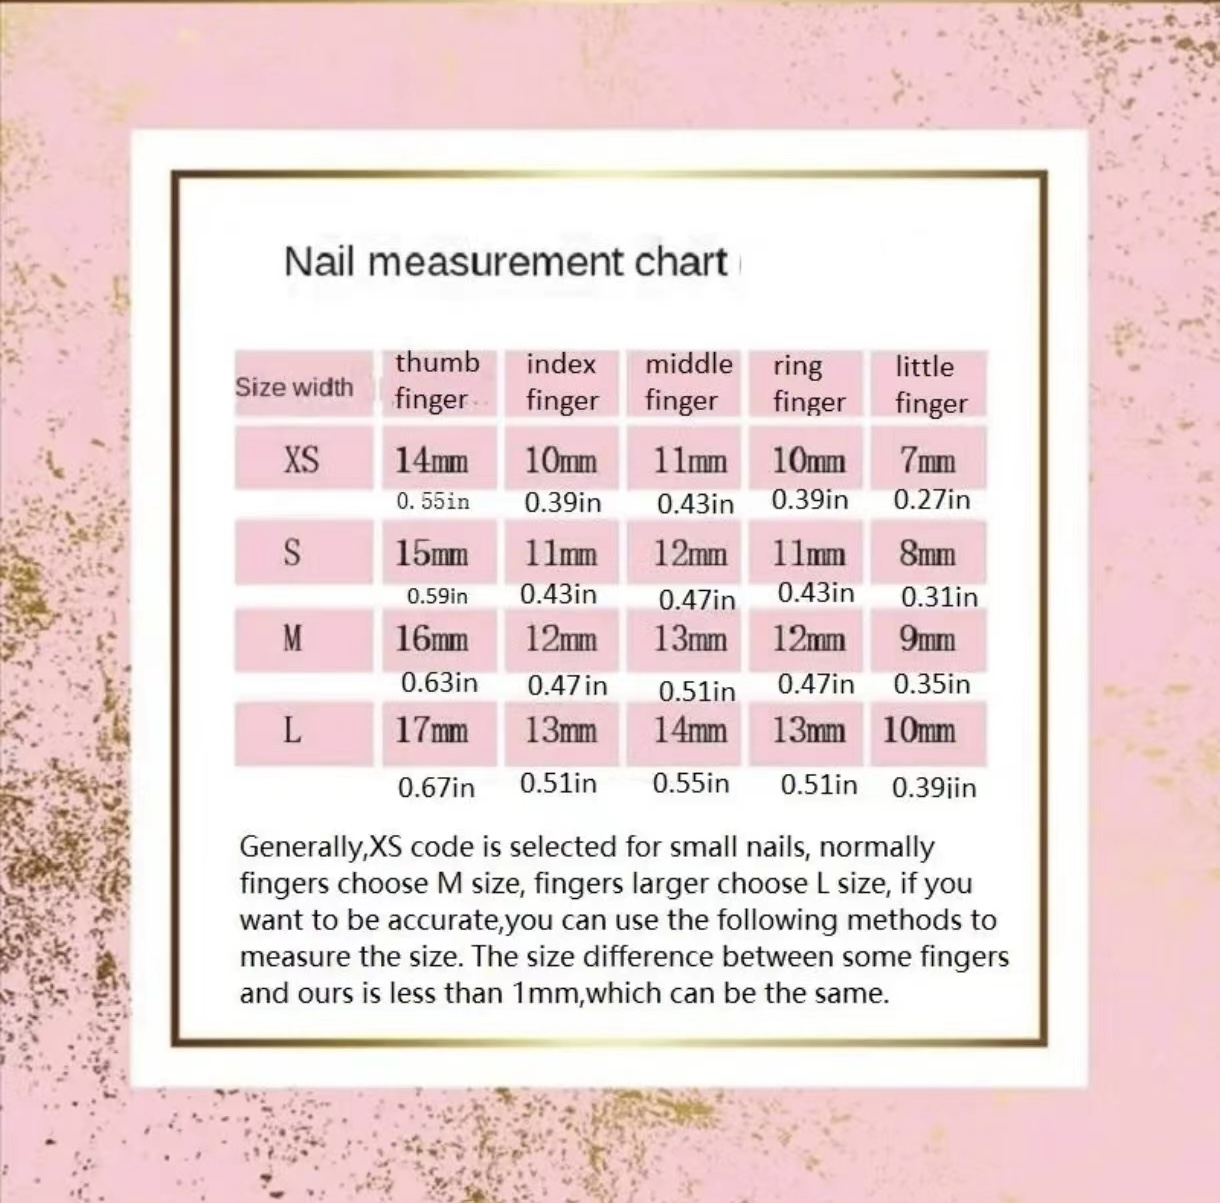 Nail measurement chart
Size width thumb finger index finger middle finger ring finger little finger
XS 14mm 10mm 11mm 10mm 7mm
0.55in 0.39in 0.43in 0.39in 0.27in
S 15mm 11mm 12mm 11mm 8mm
0.59in 0.43in 0.47in 0.43in 0.31in
M 16mm 12mm 13mm 12mm 9mm
0.63in 0.47in 0.51in 0.47in 0.35in
L 17mm 13mm 14mm 13mm 10mm
0.67in 0.51in 0.55in 0.51in 0.39iin
Generally,XS code is selected for small nails, normally
fingers choose M size, fingers larger choose L size, if you
want to be accurate,you can use the following methods to
measure the size. The size difference between some fingers
and ours is less than 1mm,which can be the same.